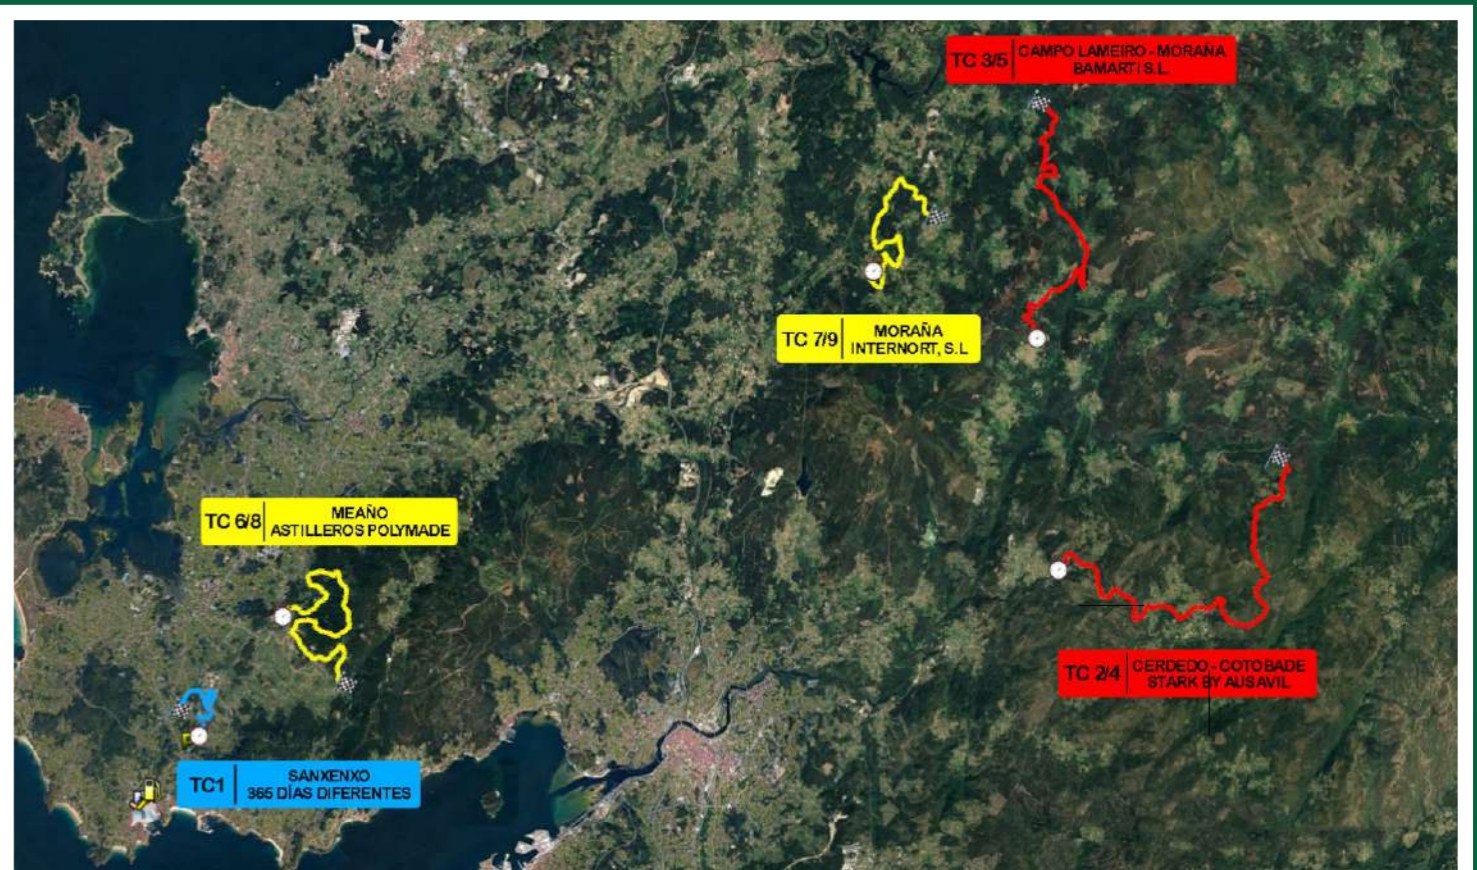 TC 3/5
CAMPO LAMEIRO - MORAÑA
BAMARTI S.L.
TC 7/9
MORAÑA
INTERNORT, S.L
TC 6/8
MEAÑO
ASTILLEROS POLYMADE
TC 2/4
CERDEDO - COTOBADE
STARK BY AUSAVIL
TC1
SANXENXO
365 DÍAS DIFERENTES